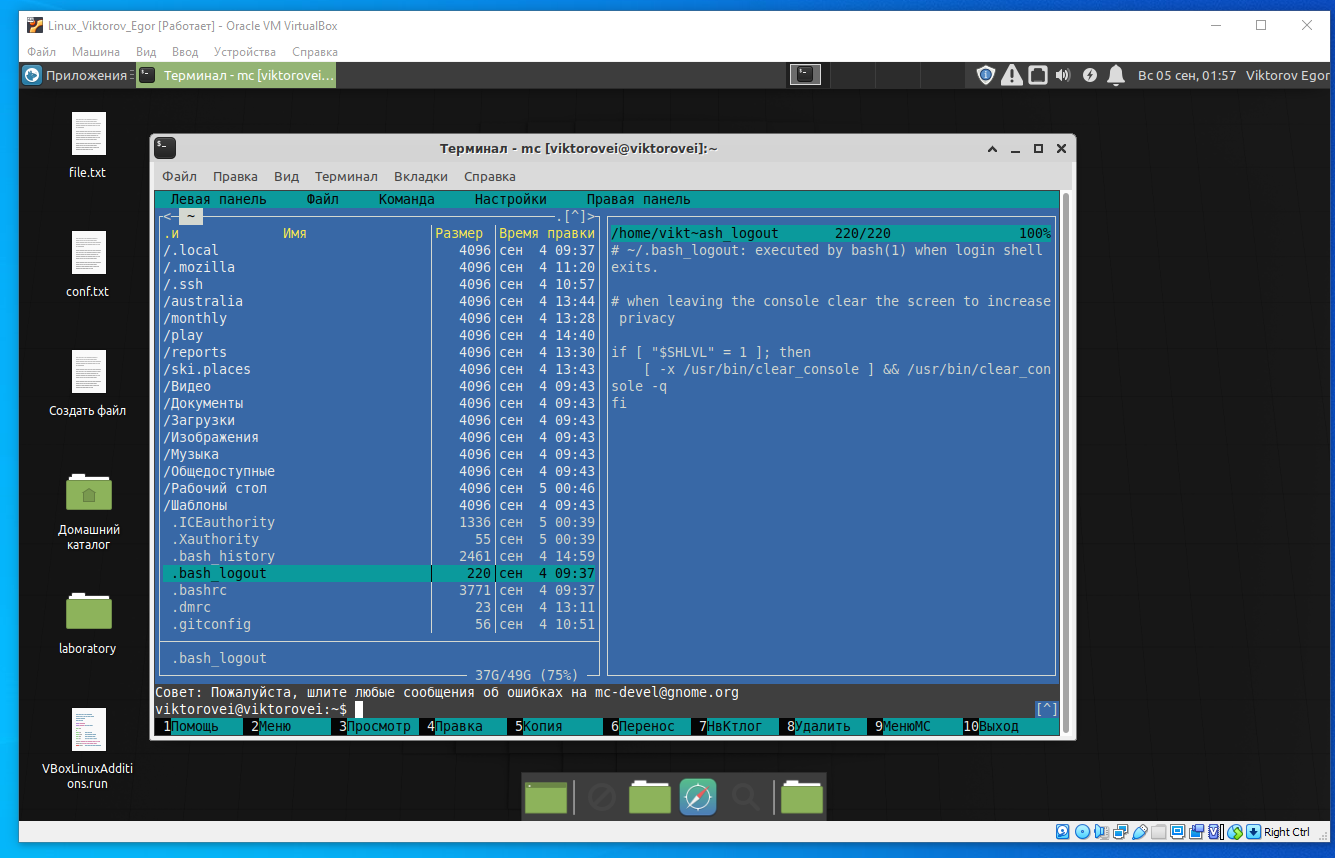 Linux_Viktorov_Egor [Работает] - Oracle VM VirtualBox
Файл Машина Вид Ввод Устройства Справка
Приложения Терминал - mc [viktorovei... Вс 05 сен, 01:57 Viktorov Egor
file.txt
conf.txt
Создать файл
Домашний
каталог
laboratory
VBoxLinuxAdditi
ons.run
Терминал - mc [viktorovei@viktorovei]:~
Файл Правка Вид Терминал Вкладки Справка
Левая панель Файл Команда Настройки Правая панель
<- ~ .[^]>
.и Имя Размер Время правки
/.local 4096 сен 4 09:37
/.mozilla 4096 сен 4 11:20
/.ssh 4096 сен 4 10:57
/australia 4096 сен 4 13:44
/monthly 4096 сен 4 13:28
/play 4096 сен 4 14:40
/reports 4096 сен 4 13:30
/ski.places 4096 сен 4 13:43
/Видео 4096 сен 4 09:43
/Документы 4096 сен 4 09:43
/Загрузки 4096 сен 4 09:43
/Изображения 4096 сен 4 09:43
/Музыка 4096 сен 4 09:43
/Общедоступные 4096 сен 4 09:43
/Рабочий стол 4096 сен 5 00:46
/Шаблоны 4096 сен 4 09:43
.ICEauthority 1336 сен 5 00:39
.Xauthority 55 сен 5 00:39
.bash_history 2461 сен 4 14:59
.bash_logout 220 сен 4 09:37
.bashrc 3771 сен 4 09:37
.dmrc 23 сен 4 13:11
.gitconfig 56 сен 4 10:51
.bash_logout
37G/49G (75%)
/home/vikt~ash_logout 220/220 100%
# ~/.bash_logout: executed by bash(1) when login shell
exits.
# when leaving the console clear the screen to increase
privacy
if [ "$SHLVL" = 1 ]; then
[ -x /usr/bin/clear_console ] && /usr/bin/clear_con
sole -q
fi
Совет: Пожалуйста, шлите любые сообщения об ошибках на mc-devel@gnome.org
viktorovei@viktorovei:~$ [^]
1Помощь 2Меню 3Просмотр 4Правка 5Копия 6Перенос 7НвКтлог 8Удалить 9МенюMC 10Выход
Right Ctrl